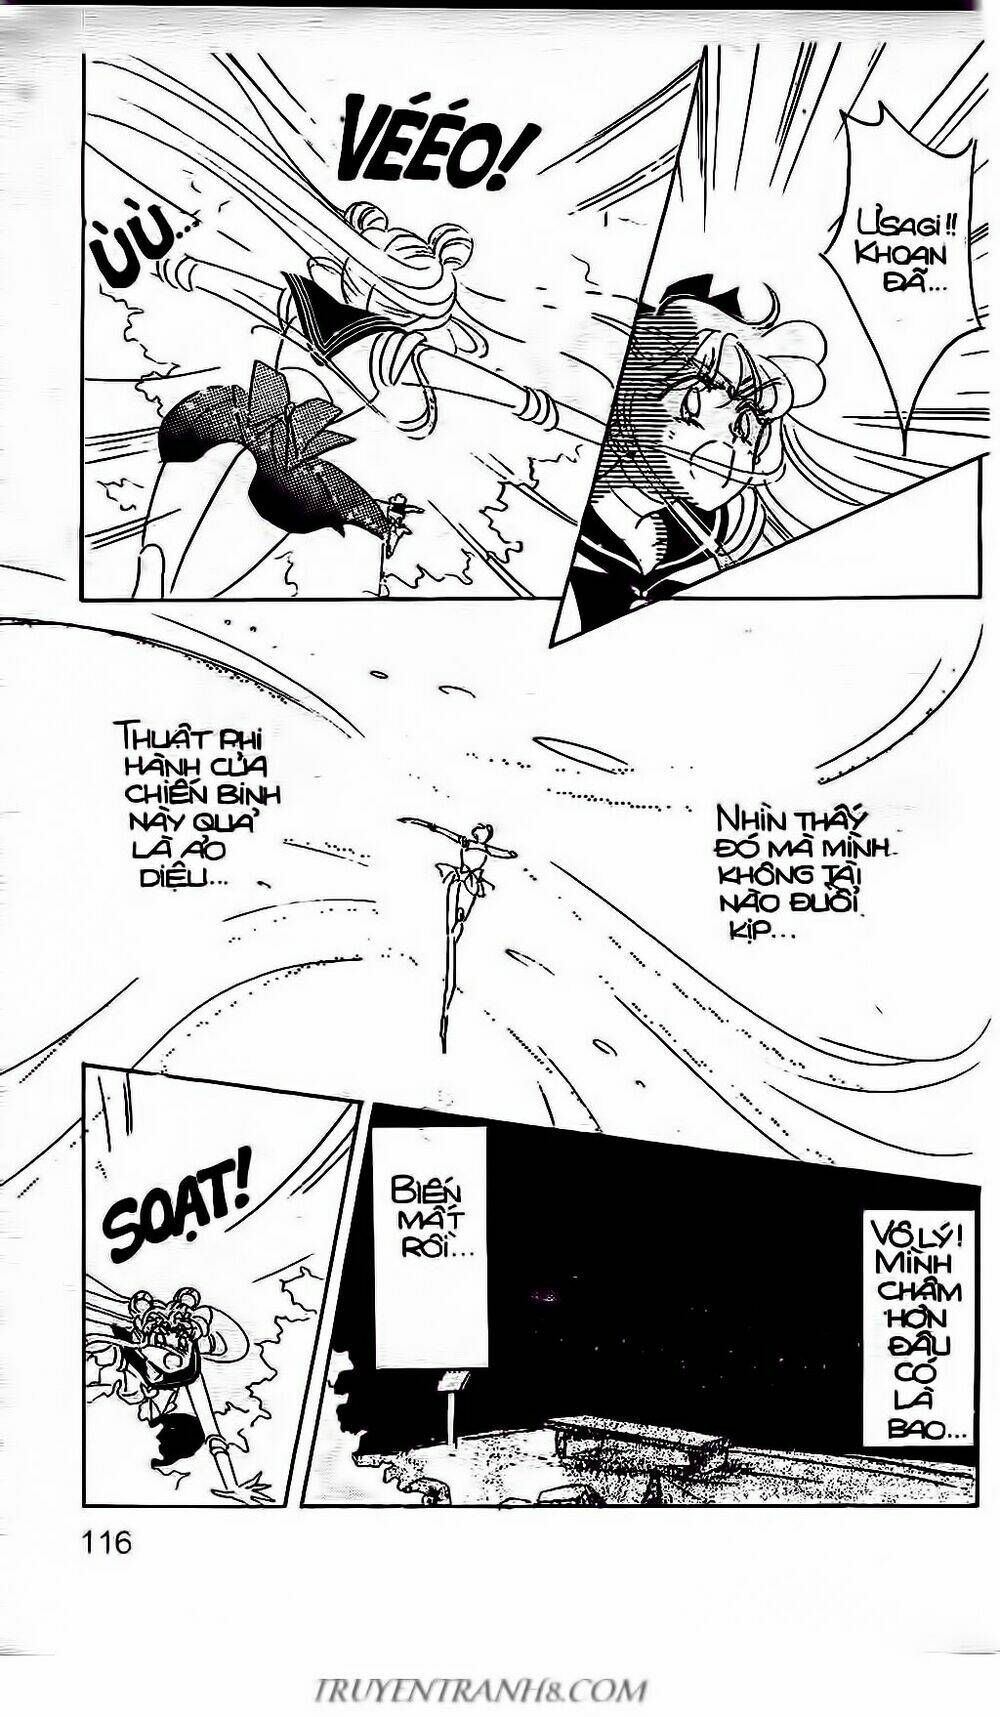 ƯSAGI!!
KHOAN
ĐÃ...
VÉÉO!
ÙÙ...
NHÌN THẤY
ĐÓ MÀ MÌNH
KHÔNG TÀI
NÀO ĐUỔI
KỊP...
THUẬT PHI
HÀNH CỦA
CHIẾN BINH
NÀY QUẢ
LÀ ẢO
DIỆU...
VÔ LÝ!
MÌNH
CHẬM
HƠN
ĐÂU
CÓ
LÀ
BAO...
BIẾN
MẤT
RỒI...
SOẠT!
116
TRUYENTRANH8.COM